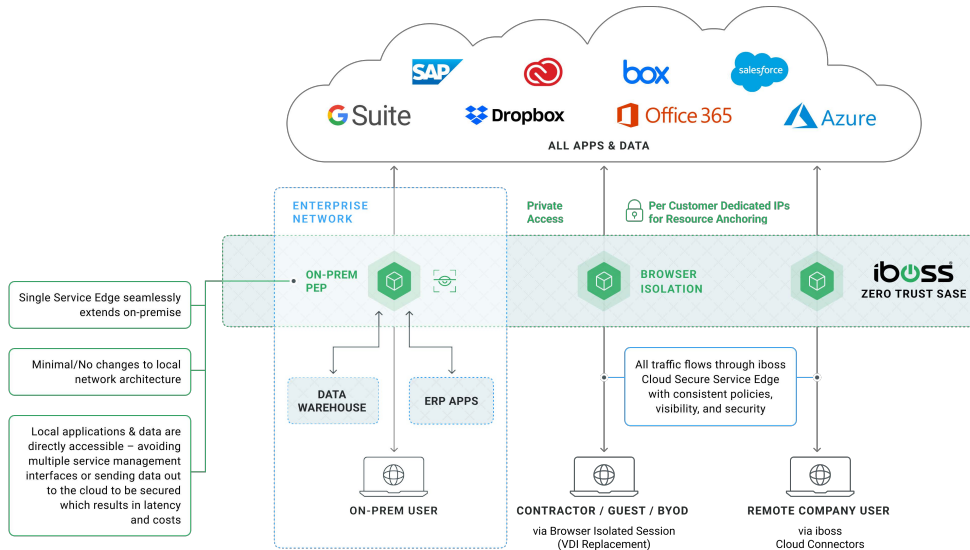 SAP
box
salesforce
G Suite
Dropbox
Office 365
Azure
ALL APPS & DATA
ENTERPRISE
NETWORK
Private
Access
Per Customer Dedicated IPs
for Resource Anchoring
ON-PREM
PEP
BROWSER
ISOLATION
iboss
ZERO TRUST SASE
Single Service Edge seamlessly
extends on-premise
Minimal/No changes to local
network architecture
Local applications & data are
directly accessible – avoiding
multiple service management
interfaces or sending data out
to the cloud to be secured
which results in latency
and costs
DATA
WAREHOUSE
ERP APPS
All traffic flows through iboss
Cloud Secure Service Edge
with consistent policies,
visibility, and security
ON-PREM USER
CONTRACTOR / GUEST / BYOD
via Browser Isolated Session
(VDI Replacement)
REMOTE COMPANY USER
via iboss
Cloud Connectors